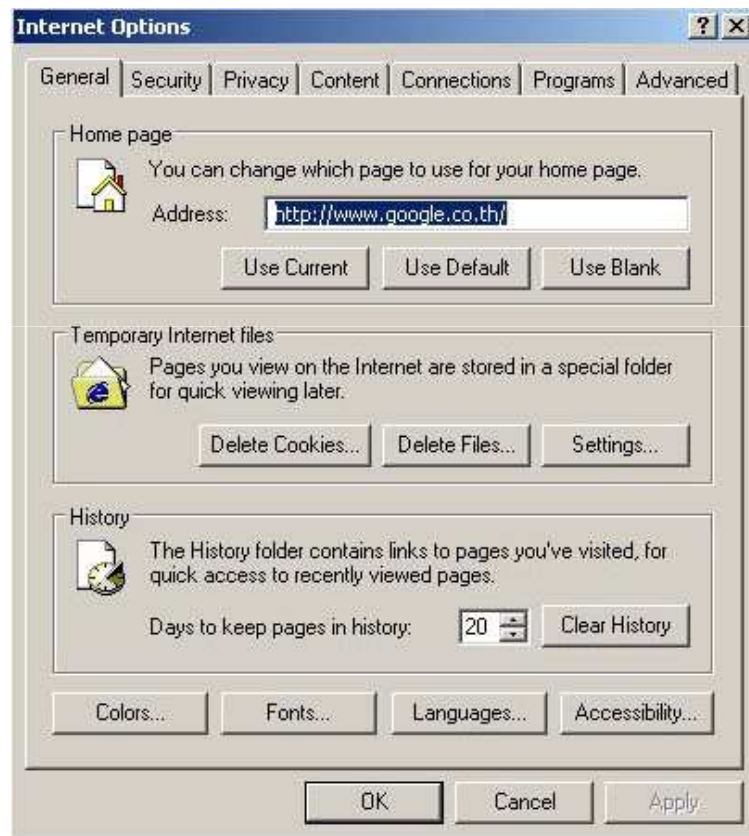 Internet Options
General Security Privacy Content Connections Programs Advanced
Home page
You can change which page to use for your home page.
Address: http://www.google.co.th/
Use Current Use Default Use Blank
Temporary Internet files
Pages you view on the Internet are stored in a special folder
for quick viewing later.
Delete Cookies... Delete Files... Settings...
History
The History folder contains links to pages you've visited, for
quick access to recently viewed pages.
Days to keep pages in history: 20 Clear History
Colors... Fonts... Languages... Accessibility...
OK Cancel Apply